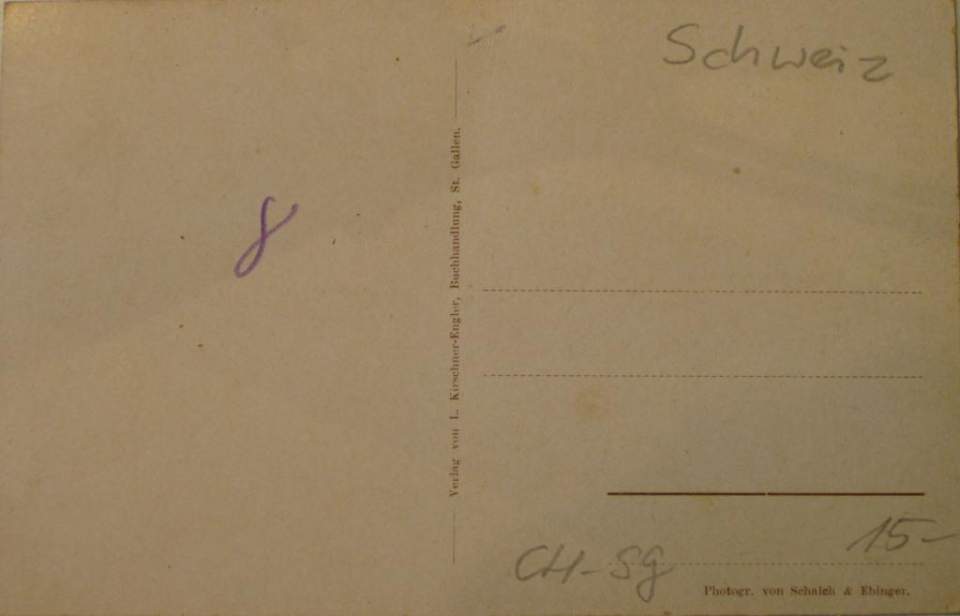 Schweiz
8
Verlag von L. Kirschner-Engler, Buchhandlung, St. Gallen.
CH-SG
15-
Photogr. von Schalch & Ebinger.